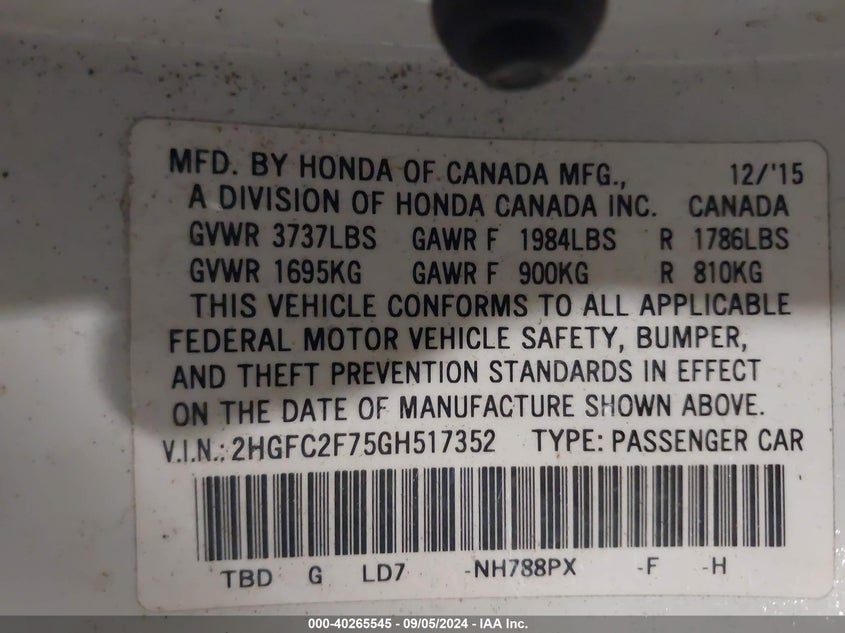 MFD. BY HONDA OF CANADA MFG., 12/'15
A DIVISION OF HONDA CANADA INC. CANADA
GVWR 3737LBS GAWR F 1984LBS R 1786LBS
GVWR 1695KG GAWR F 900KG R 810KG
THIS VEHICLE CONFORMS TO ALL APPLICABLE
FEDERAL MOTOR VEHICLE SAFETY, BUMPER,
AND THEFT PREVENTION STANDARDS IN EFFECT
ON THE DATE OF MANUFACTURE SHOWN ABOVE.
V.I.N.: 2HGFC2F75GH517352 TYPE: PASSENGER CAR
TBD G LD7 -NH788PX -F -H
000-40265545 - 09/05/2024 - IAA Inc.